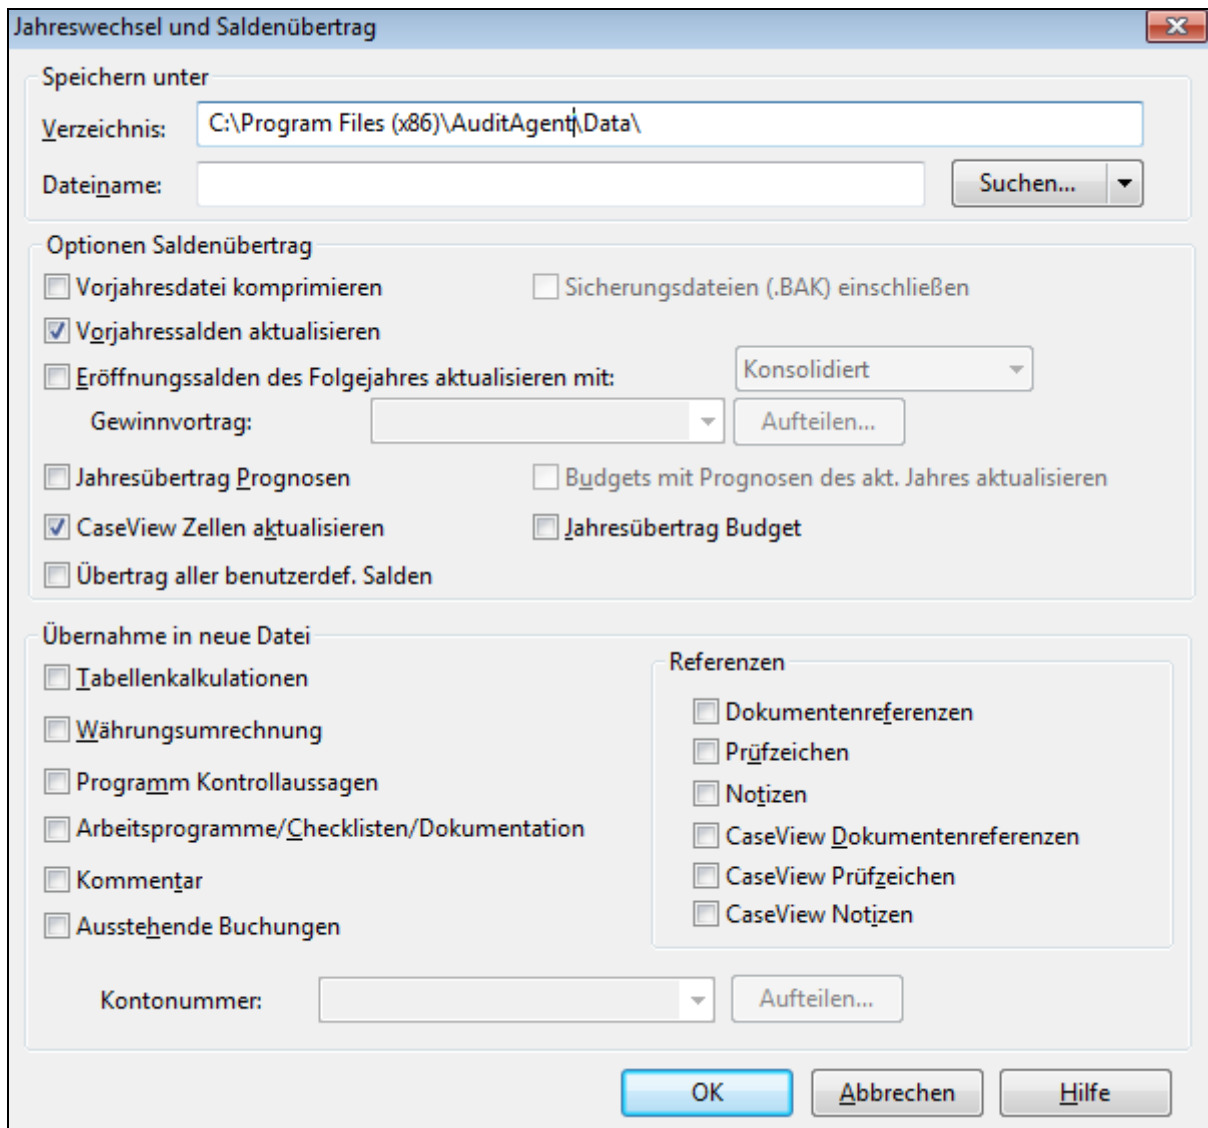 Jahreswechsel und Saldenübertrag
Speichern unter
Verzeichnis: C:\Program Files (x86)\AuditAgent\Data\
Dateiname: Suchen...
Optionen Saldenübertrag
Vorjahresdatei komprimieren Sicherungsdateien (.BAK) einschließen
Vorjahressalden aktualisieren
Eröffnungssalden des Folgejahres aktualisieren mit: Konsolidiert
Gewinnvortrag: Aufteilen...
Jahresübertrag Prognosen Budgets mit Prognosen des akt. Jahres aktualisieren
CaseView Zellen aktualisieren Jahresübertrag Budget
Übertrag aller benutzerdef. Salden
Übernahme in neue Datei
Tabellenkalkulationen
Währungsumrechnung
Programm Kontrollaussagen
Arbeitsprogramme/Checklisten/Dokumentation
Kommentar
Ausstehende Buchungen
Referenzen
Dokumentenreferenzen
Prüfzeichen
Notizen
CaseView Dokumentenreferenzen
CaseView Prüfzeichen
CaseView Notizen
Kontonummer: Aufteilen...
OK Abbrechen Hilfe